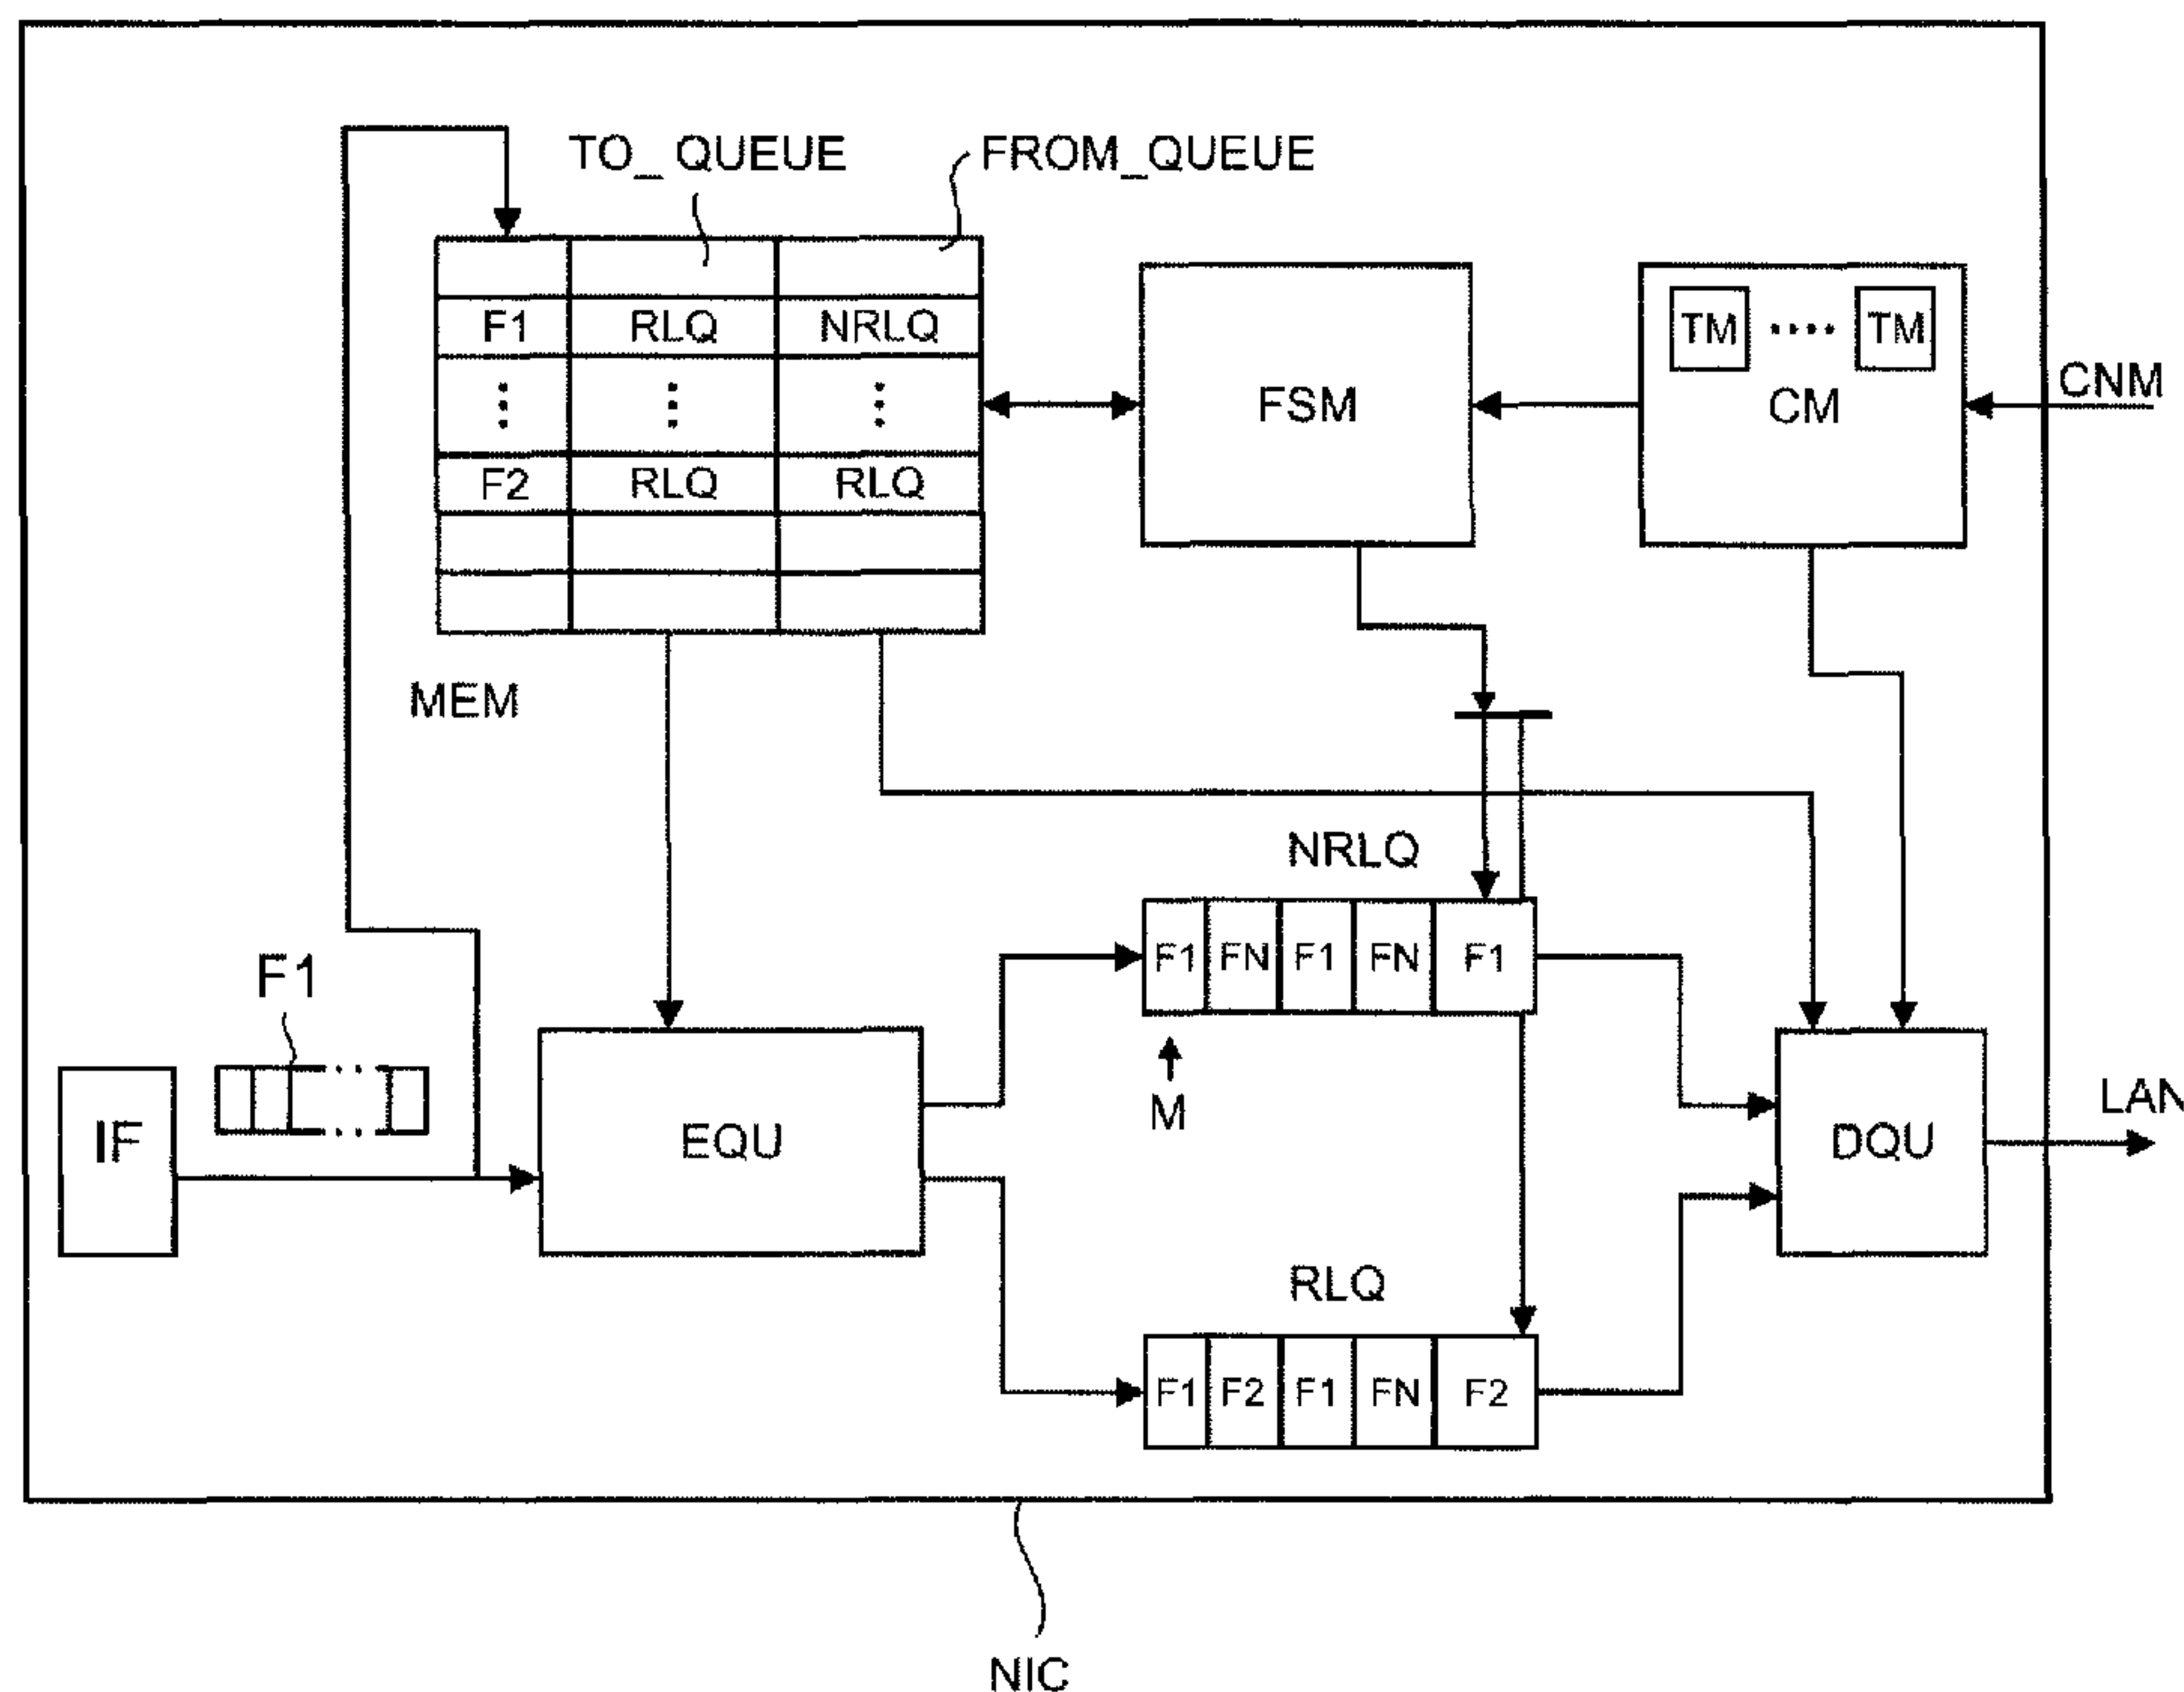 TO_ QUEUE FROM_QUEUE
F1 RLQ NRLQ
F2 RLQ RLQ
FSM
TM TM
CM
CNM
MEM
NRLQ
F1 FN F1 FN F1
M
F1
IF
EQU
DQU
LAN
RLQ
F1 F2 F1 FN F2
NIC